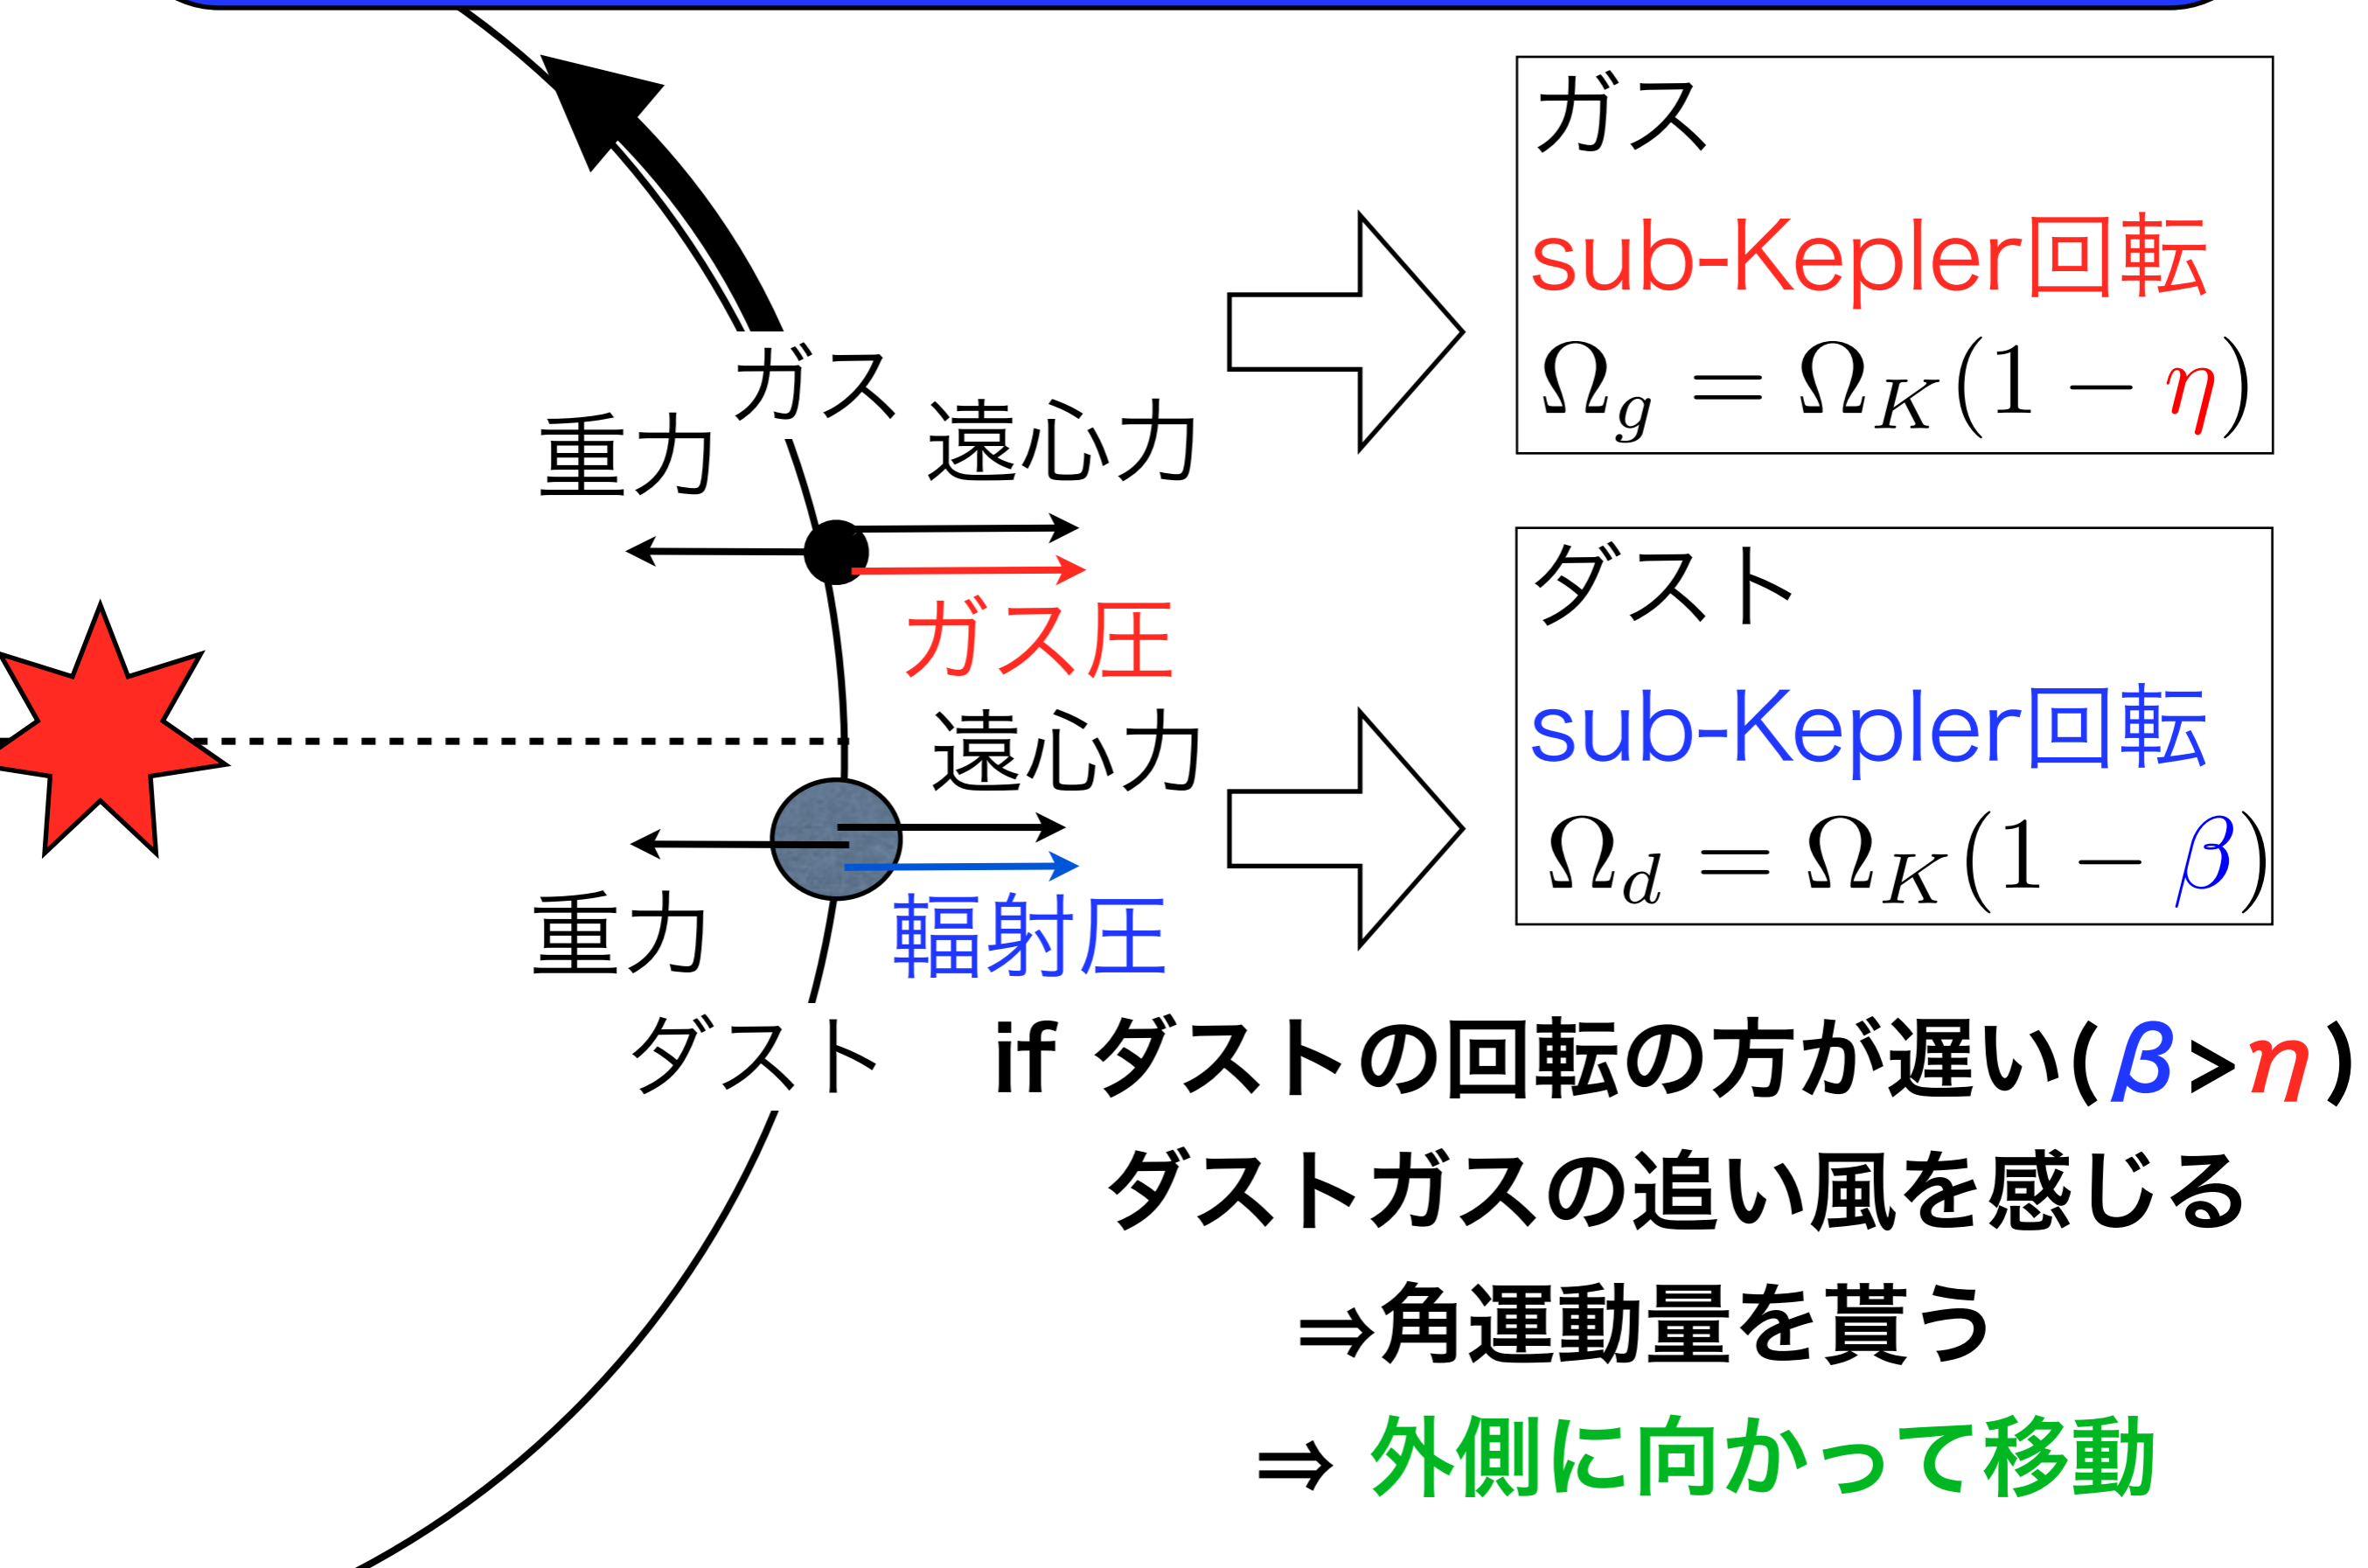 ガス
重力
遠心力
ガス圧
遠心力
重力
輻射圧
ダスト
ガス
sub-Kepler回転
Ω_g = Ω_K(1 − η)
ダスト
sub-Kepler回転
Ω_d = Ω_K(1 − β)
if ダストの回転の方が遅い(β>η)
ダストガスの追い風を感じる
⇒角運動量を貰う
⇒ 外側に向かって移動